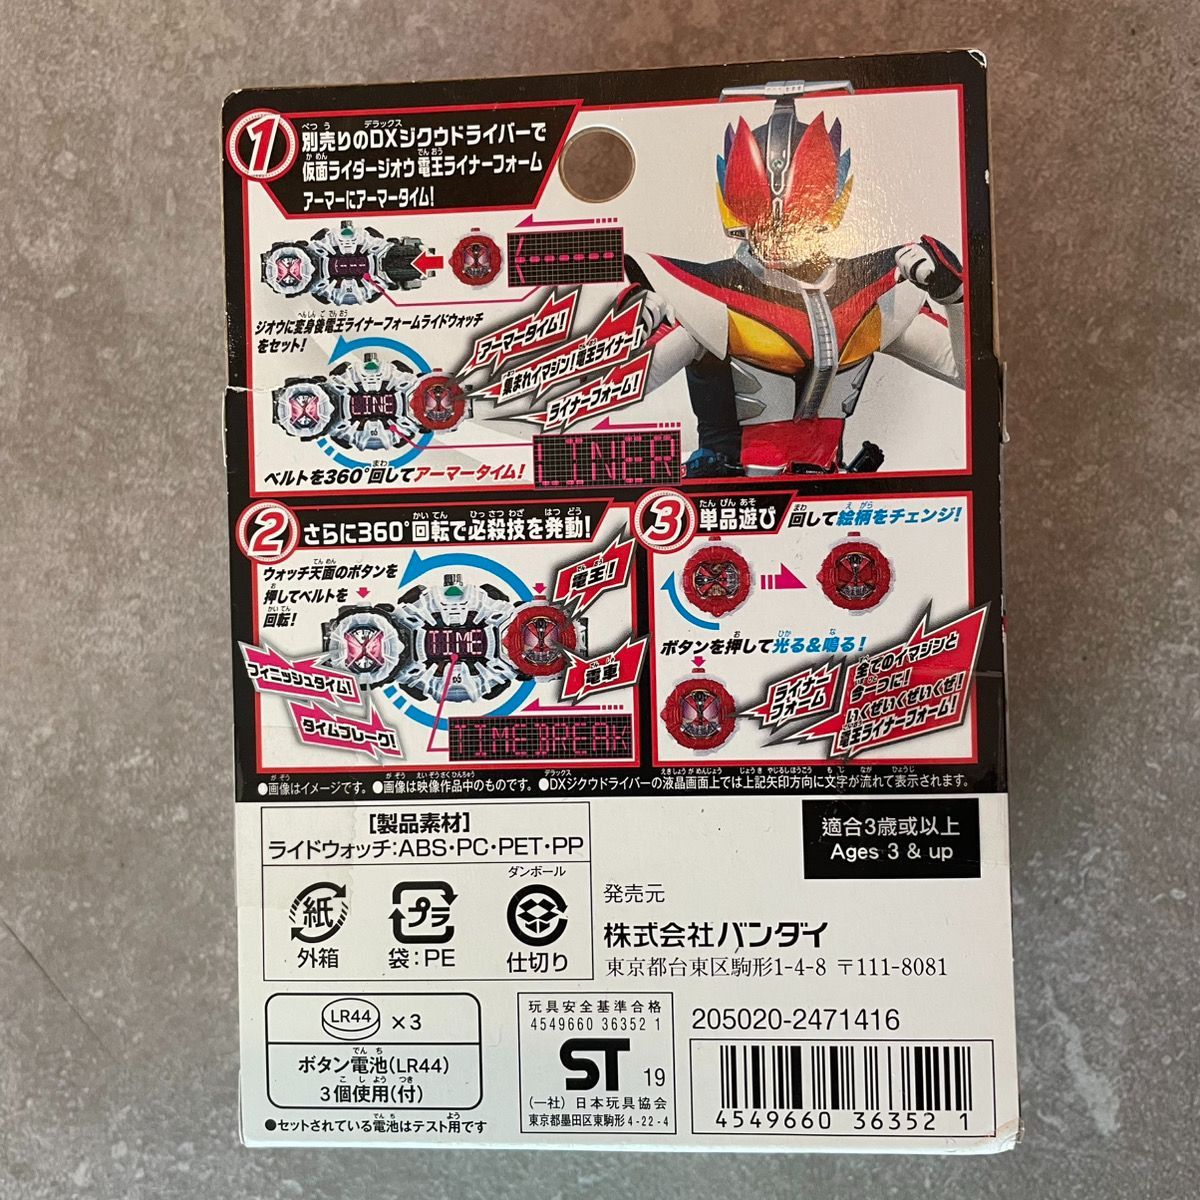 1
別売りのDXジクウドライバーで
仮面ライダージオウ 電王ライナーフォーム
アーマーにアーマータイム!
ジオウに変身後電王ライナーフォームライドウォッチ
をセット!
アーマータイム!
集まれイマジン!電王ライナー!
ライナーフォーム!
LINE
LINER
ベルトを360°回してアーマータイム!
2
さらに360°回転で必殺技を発動!
ウォッチ天面のボタンを
押してベルトを
回転!
電王!
TIME
電車
フィニッシュタイム!
タイムブレーク!
TIMEBREAK
3
単品遊び
回して絵柄をチェンジ!
ボタンを押して光る&鳴る!
ライナー
フォーム
全てのイマジンと
今一つに!
いくぜいくぜいくぜ!
電王ライナーフォーム!
●画像はイメージです。●画像は映像作品中のものです。●DXジクウドライバーの液晶画面上では上記矢印方向に文字が流れて表示されます。
[製品素材]
ライドウォッチ:ABS・PC・PET・PP
紙
外箱
プラ
袋:PE
ダンボール
仕切り
適合3歳或以上
Ages 3 & up
発売元
株式会社バンダイ
東京都台東区駒形1-4-8 〒111-8081
LR44 ×3
ボタン電池(LR44)
3個使用(付)
●セットされている電池はテスト用です
玩具安全基準合格
4549660 36352 1
ST 19
(一社) 日本玩具協会
東京都墨田区東駒形4-22-4
205020-2471416
4549660 36352 1